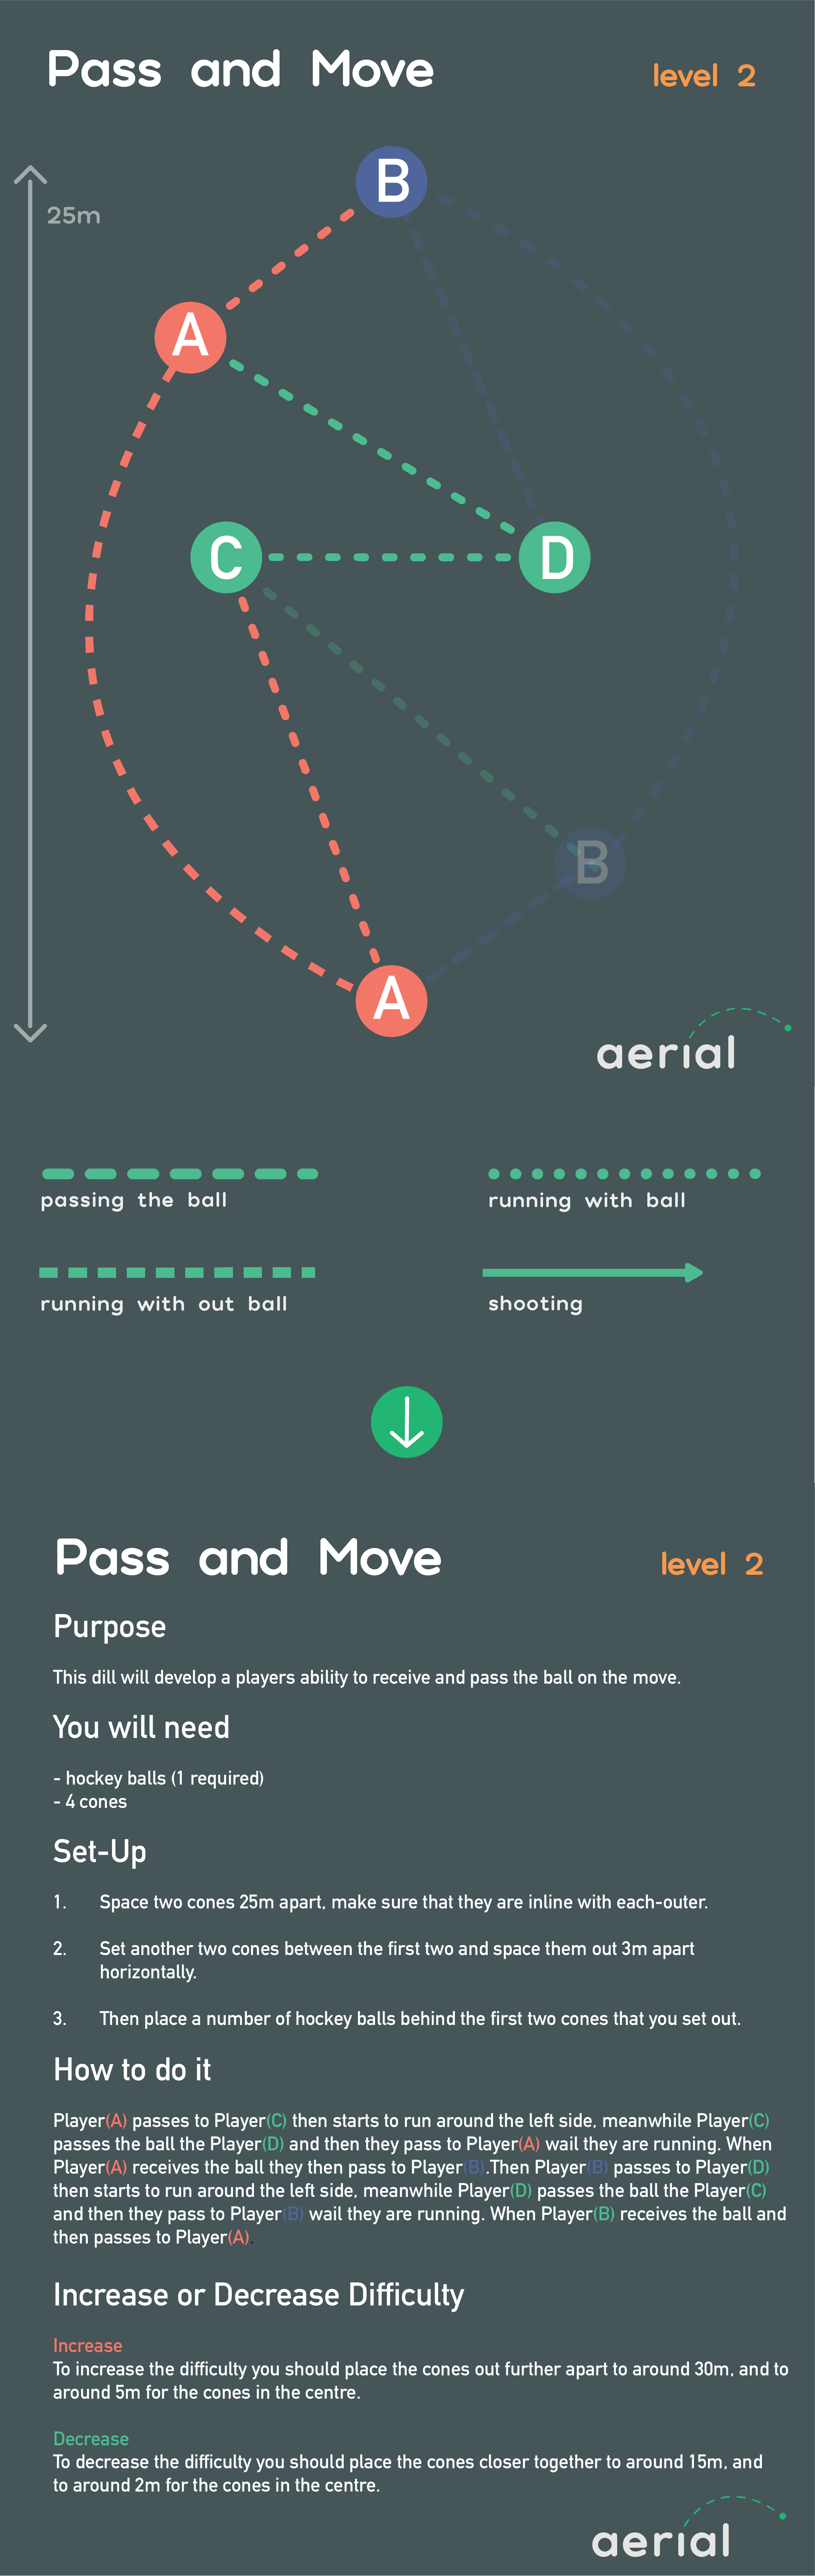 Pass and Move
level 2
25m
B
A
C
D
B
A
aerial
passing the ball
running with ball
running with out ball
shooting
Pass and Move
level 2
Purpose
This dill will develop a players ability to receive and pass the ball on the move.
You will need
- hockey balls (1 required)
- 4 cones
Set-Up
1. Space two cones 25m apart, make sure that they are inline with each-outer.
2. Set another two cones between the first two and space them out 3m apart
horizontally.
3. Then place a number of hockey balls behind the first two cones that you set out.
How to do it
Player(A) passes to Player(C) then starts to run around the left side, meanwhile Player(C)
passes the ball the Player(D) and then they pass to Player(A) wail they are running. When
Player(A) receives the ball they then pass to Player(B).Then Player(B) passes to Player(D)
then starts to run around the left side, meanwhile Player(D) passes the ball the Player(C)
and then they pass to Player(B) wail they are running. When Player(B) receives the ball and
then passes to Player(A).
Increase or Decrease Difficulty
Increase
To increase the difficulty you should place the cones out further apart to around 30m, and to
around 5m for the cones in the centre.
Decrease
To decrease the difficulty you should place the cones closer together to around 15m, and
to around 2m for the cones in the centre.
aerial